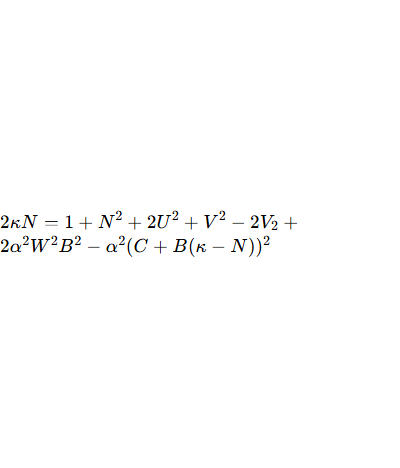 2κN = 1 + N² + 2U² + V² − 2V₂ +
2α²W²B² − α²(C + B(κ − N))²